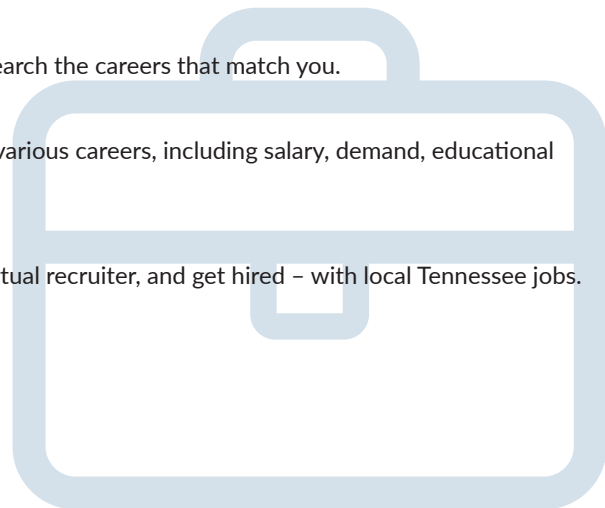 earch the careers that match you.
various careers, including salary, demand, educational
tual recruiter, and get hired – with local Tennessee jobs.